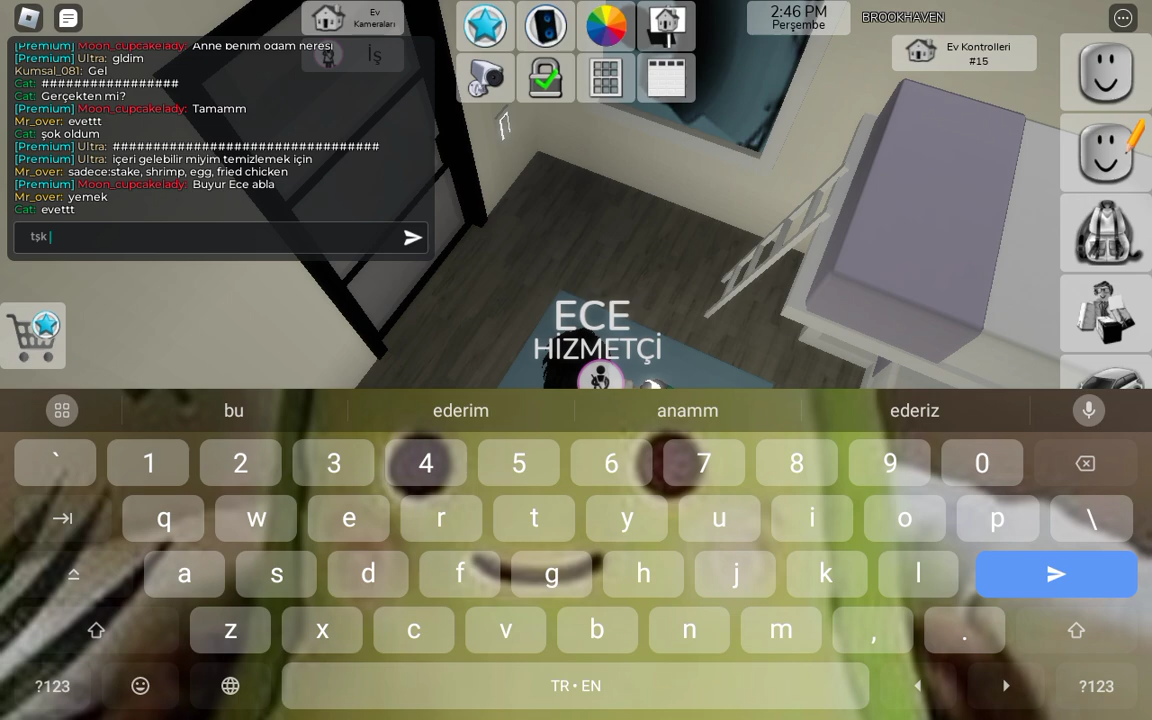 Ev
Kameraları
İş
2:46 PM
Perşembe
BROOKHAVEN
Ev Kontrolleri
#15
[Premium] Moon_cupcakelady: Anne benim odam neresi
[Premium] Ultra: gldim
Kumsal_081: Gel
Cat: #################
Cat: Gerçekten mi?
[Premium] Moon_cupcakelady: Tamamm
Mr_over: evettt
Cat: şok oldum
[Premium] Ultra: #################################
[Premium] Ultra: içeri gelebilir miyim temizlemek için
Mr_over: sadece:stake, shrimp, egg, fried chicken
[Premium] Moon_cupcakelady: Buyur Ece abla
Mr_over: yemek
Cat: evettt
tşk
ECE
HİZMETÇİ
bu ederim anamm ederiz
` 1 2 3 4 5 6 7 8 9 0
q w e r t y u i o p \
a s d f g h j k l
z x c v b n m , .
?123 TR • EN ?123